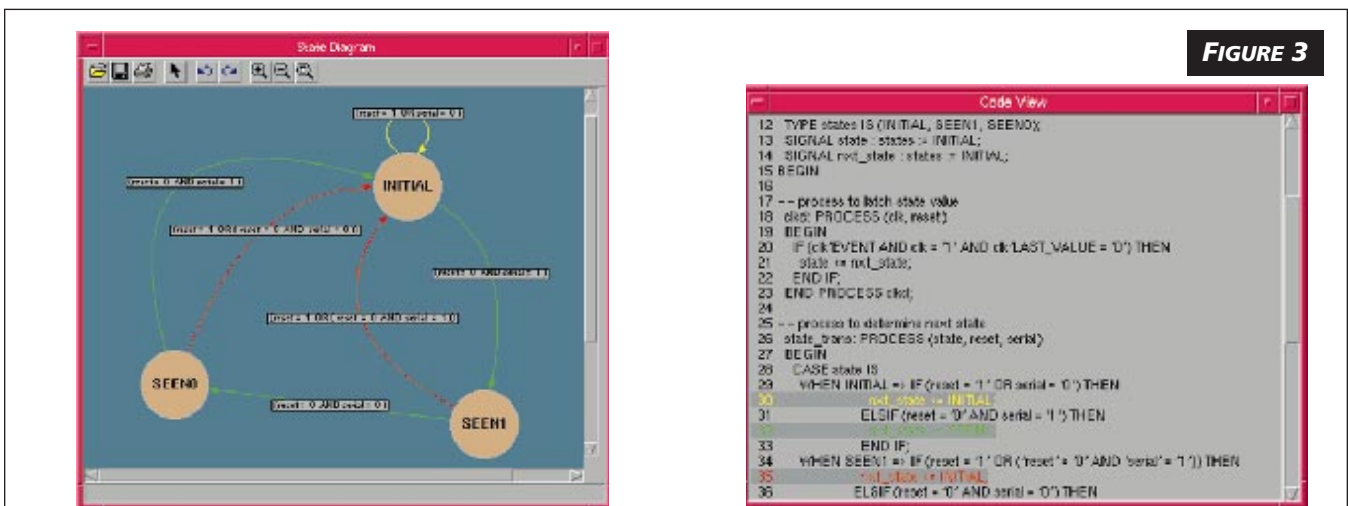 FIGURE 3
State Diagram
(reset = 1 OR serial = 0)
INITIAL
(reset = 0 AND serial = 1)
(reset = 1 OR (reset = 0 AND serial = 0))
(reset = 0 AND serial = 1)
(reset = 1 OR (reset = 0 AND serial = 1))
SEEN0
(reset = 0 AND serial = 0)
SEEN1
Code View
12 TYPE states IS (INITIAL, SEEN1, SEEN0);
13 SIGNAL state : states := INITIAL;
14 SIGNAL nxt_state : states := INITIAL;
15 BEGIN
16
17 -- process to latch state value
18 clkd: PROCESS (clk, reset)
19 BEGIN
20 IF (clk'EVENT AND clk = '1' AND clk'LAST_VALUE = '0') THEN
21 state <= nxt_state;
22 END IF;
23 END PROCESS clkd;
24
25 -- process to determine next state
26 state_trans: PROCESS (state, reset, serial)
27 BEGIN
28 CASE state IS
29 WHEN INITIAL => IF (reset = '1' OR serial = '0') THEN
30 nxt_state <= INITIAL;
31 ELSIF (reset = '0' AND serial = '1') THEN
32 nxt_state <= SEEN1;
33 END IF;
34 WHEN SEEN1 => IF (reset = '1' OR ('reset' = '0' AND 'serial' = '1')) THEN
35 nxt_state <= INITIAL;
36 ELSIF (reset = '0' AND serial = '0') THEN